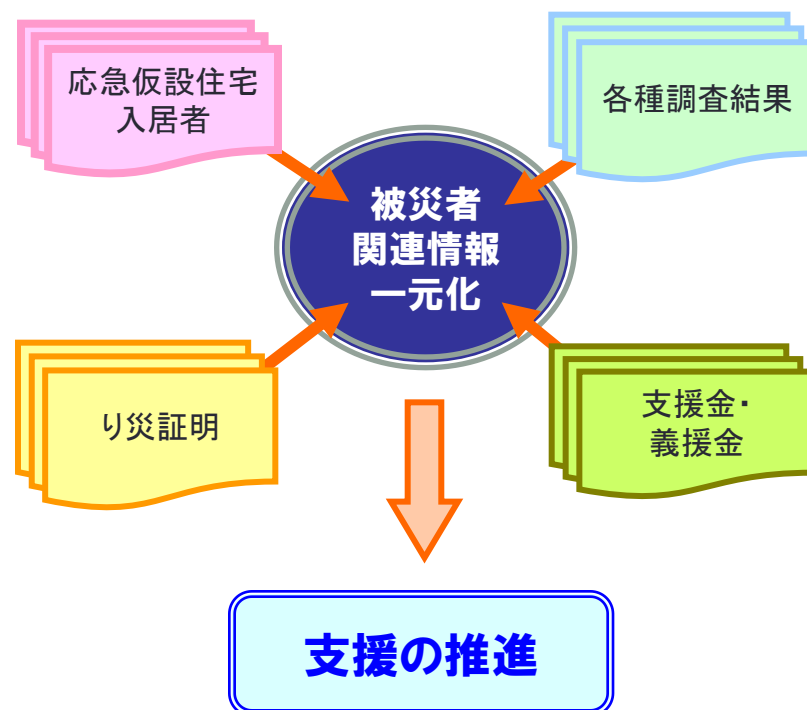 応急仮設住宅
入居者
各種調査結果
被災者
関連情報
一元化
り災証明
支援金・
義援金
支援の推進